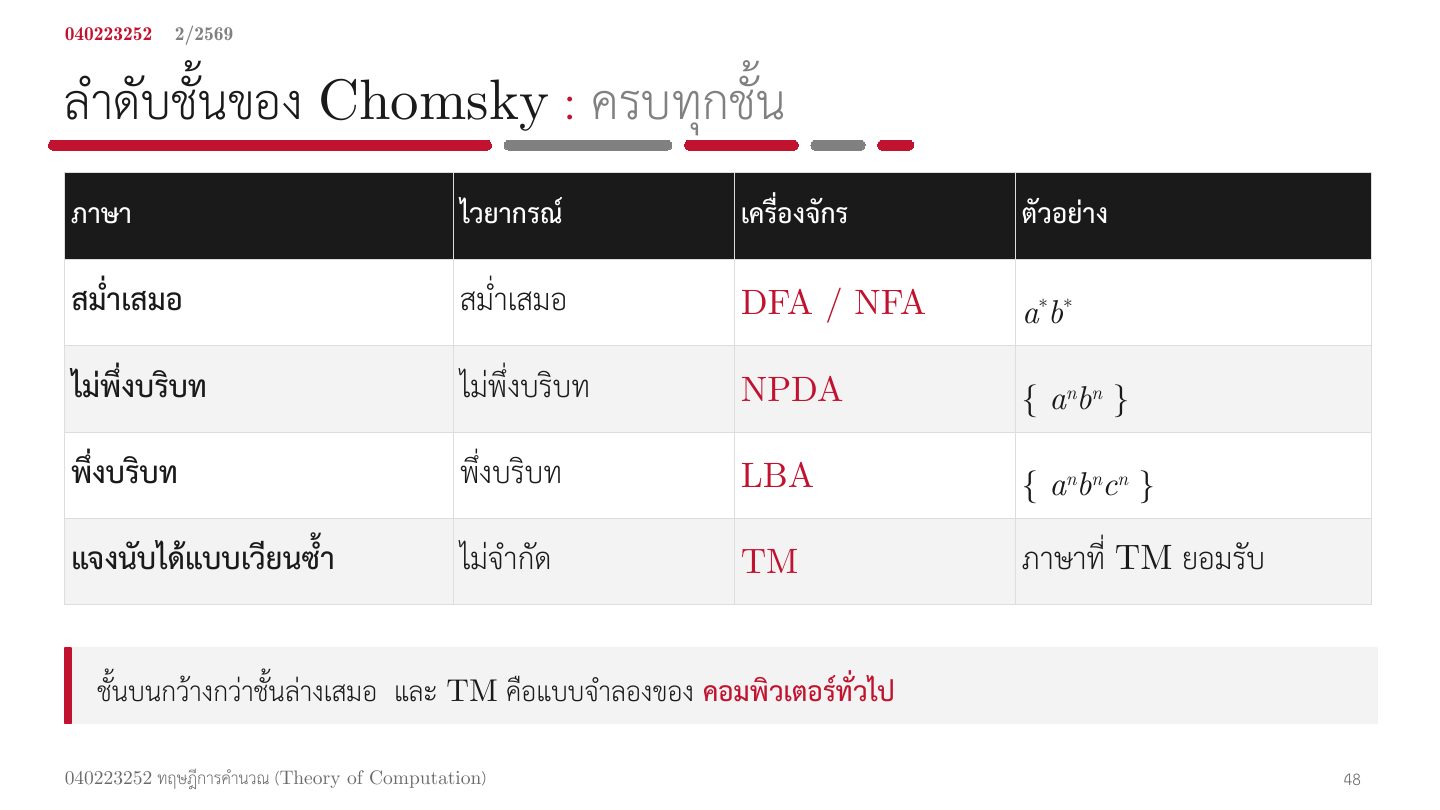 040223252 2/2569
ลำดับชั้นของ Chomsky : ครบทุกชั้น
ภาษา ไวยากรณ์ เครื่องจักร ตัวอย่าง
สม่ำเสมอ สม่ำเสมอ DFA / NFA a*b*
ไม่พึ่งบริบท ไม่พึ่งบริบท NPDA { aⁿbⁿ }
พึ่งบริบท พึ่งบริบท LBA { aⁿbⁿcⁿ }
แจงนับได้แบบเวียนซ้ำ ไม่จำกัด TM ภาษาที่ TM ยอมรับ
ชั้นบนกว้างกว่าชั้นล่างเสมอ และ TM คือแบบจำลองของ คอมพิวเตอร์ทั่วไป
040223252 ทฤษฎีการคำนวณ (Theory of Computation) 48